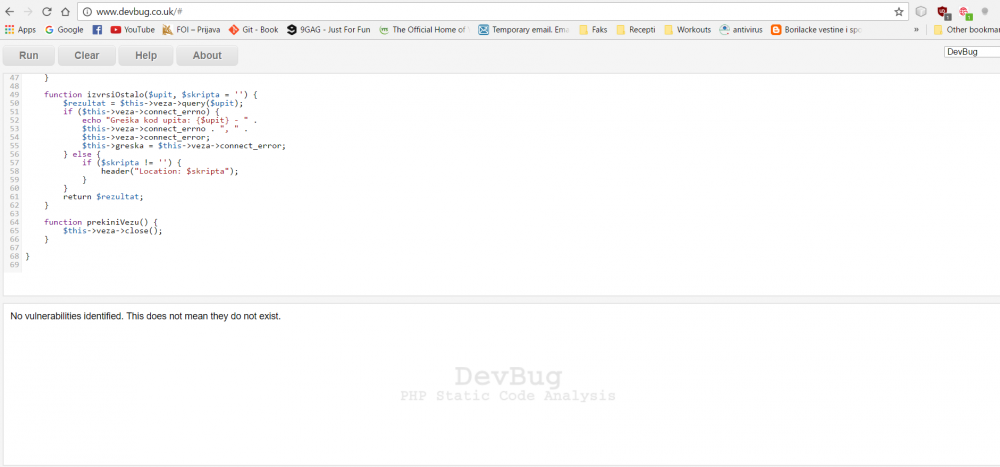 www.devbug.co.uk/#
Apps Google YouTube FOI – Prijava Git - Book 9GAG - Just For Fun The Official Home of Temporary email. Ema Faks Recepti Workouts antivirus Bonlacke vestine i spo » Other bookmar
Run Clear Help About DevBug
47 }
48
49 function izvrsiOstalo($upit, $skripta = '') {
50 $rezultat = $this->veza->query($upit);
51 if ($this->veza->connect_errno) {
52 echo "Greška kod upita: {$upit} - " .
53 $this->veza->connect_errno . ", " .
54 $this->veza->connect_error;
55 $this->greska = $this->veza->connect_error;
56 } else {
57 if ($skripta != '') {
58 header("Location: $skripta");
59 }
60 }
61 return $rezultat;
62 }
63
64 function prekiniVezu() {
65 $this->veza->close();
66 }
67
68 }
69
No vulnerabilities identified. This does not mean they do not exist.
DevBug
PHP Static Code Analysis